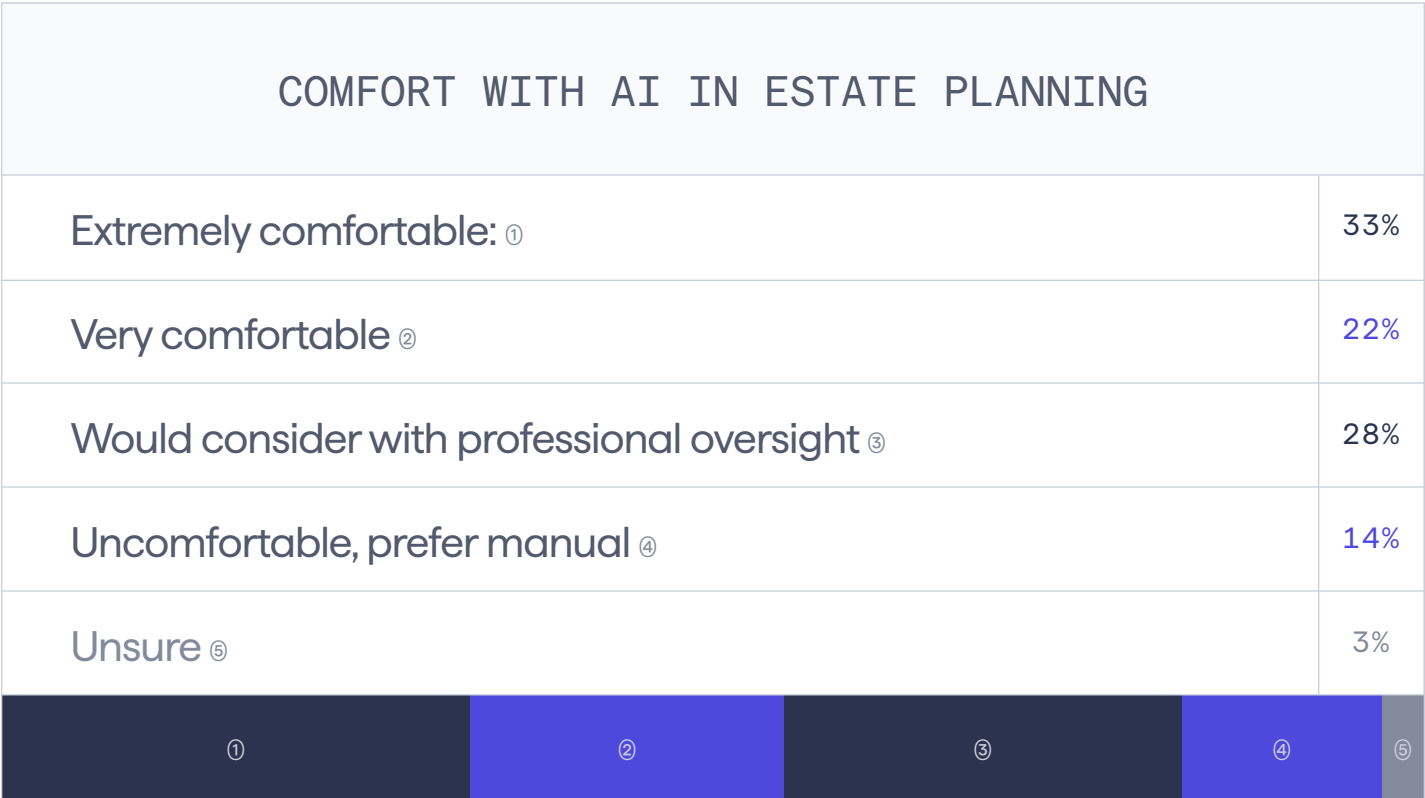 COMFORT WITH AI IN ESTATE PLANNING
Extremely comfortable: ① 33%
Very comfortable ② 22%
Would consider with professional oversight ③ 28%
Uncomfortable, prefer manual ④ 14%
Unsure ⑤ 3%
① ② ③ ④ ⑤